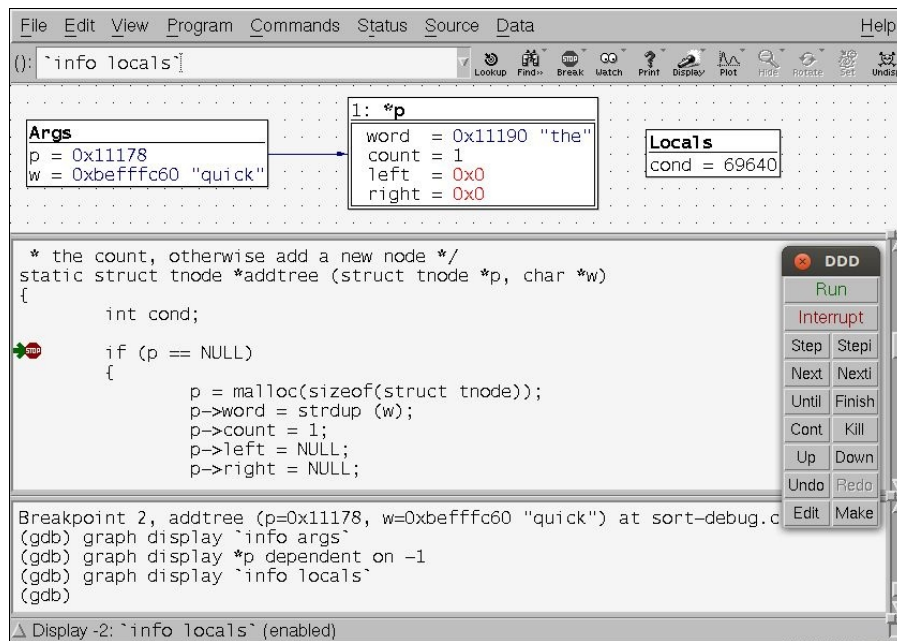 File Edit View Program Commands Status Source Data Help
(): `info locals`
Lookup Find>> Break Watch Print Display Plot Hide Rotate Set Undisp
Args
p = 0x11178
w = 0xbefffc60 "quick"
1: *p
word = 0x11190 "the"
count = 1
left = 0x0
right = 0x0
Locals
cond = 69640
* the count, otherwise add a new node */
static struct tnode *addtree (struct tnode *p, char *w)
{
int cond;
STOP
if (p == NULL)
{
p = malloc(sizeof(struct tnode));
p->word = strdup (w);
p->count = 1;
p->left = NULL;
p->right = NULL;
DDD
Run
Interrupt
Step Stepi
Next Nexti
Until Finish
Cont Kill
Up Down
Undo Redo
Edit Make
Breakpoint 2, addtree (p=0x11178, w=0xbefffc60 "quick") at sort-debug.c
(gdb) graph display `info args`
(gdb) graph display *p dependent on -1
(gdb) graph display `info locals`
(gdb)
Display -2: `info locals` (enabled)